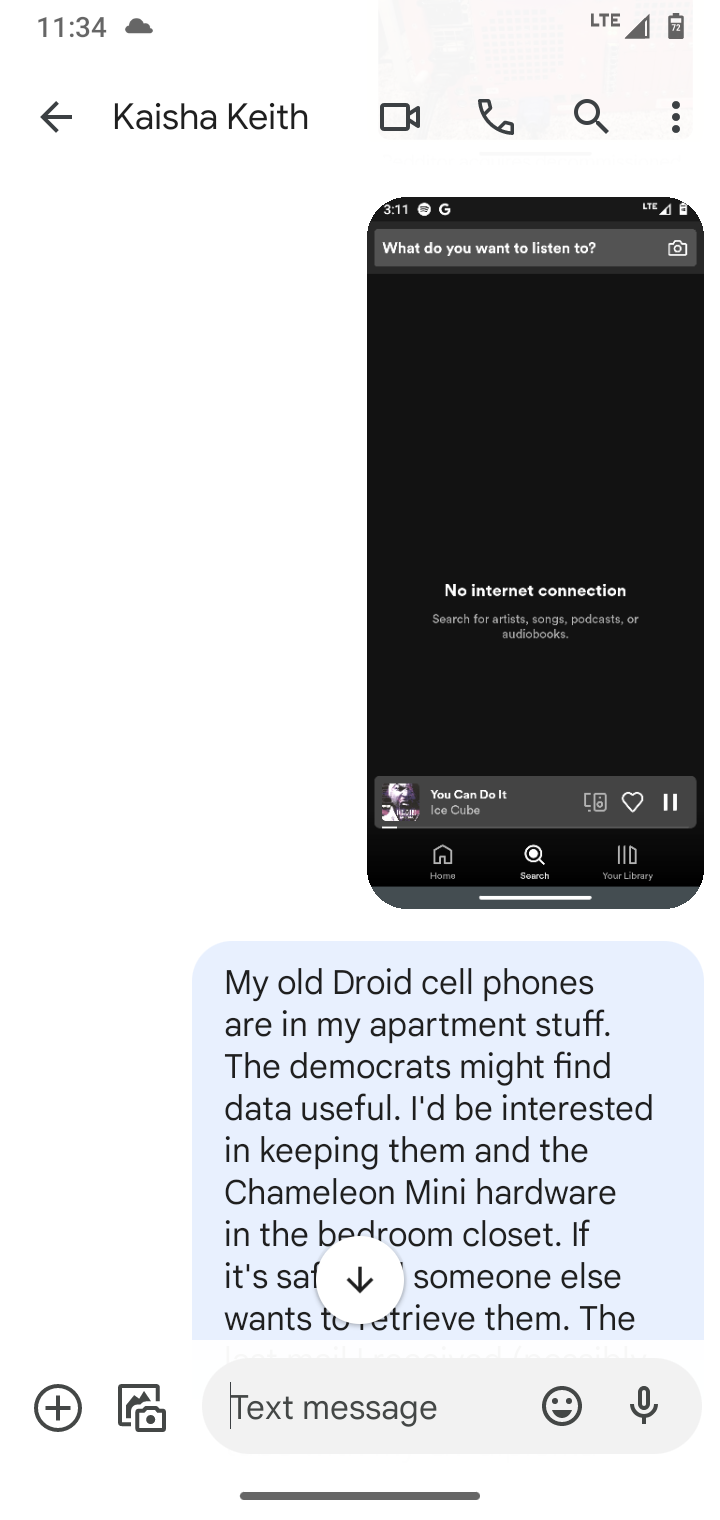 11:34
LTE
72
Kaisha Keith
3:11
G
LTE
What do you want to listen to?
No internet connection
Search for artists, songs, podcasts, or
audiobooks.
You Can Do It
Ice Cube
Home
Search
Your Library
My old Droid cell phones
are in my apartment stuff.
The democrats might find
data useful. I'd be interested
in keeping them and the
Chameleon Mini hardware
in the bedroom closet. If
it's someone else
wants to retrieve them. The
Text message